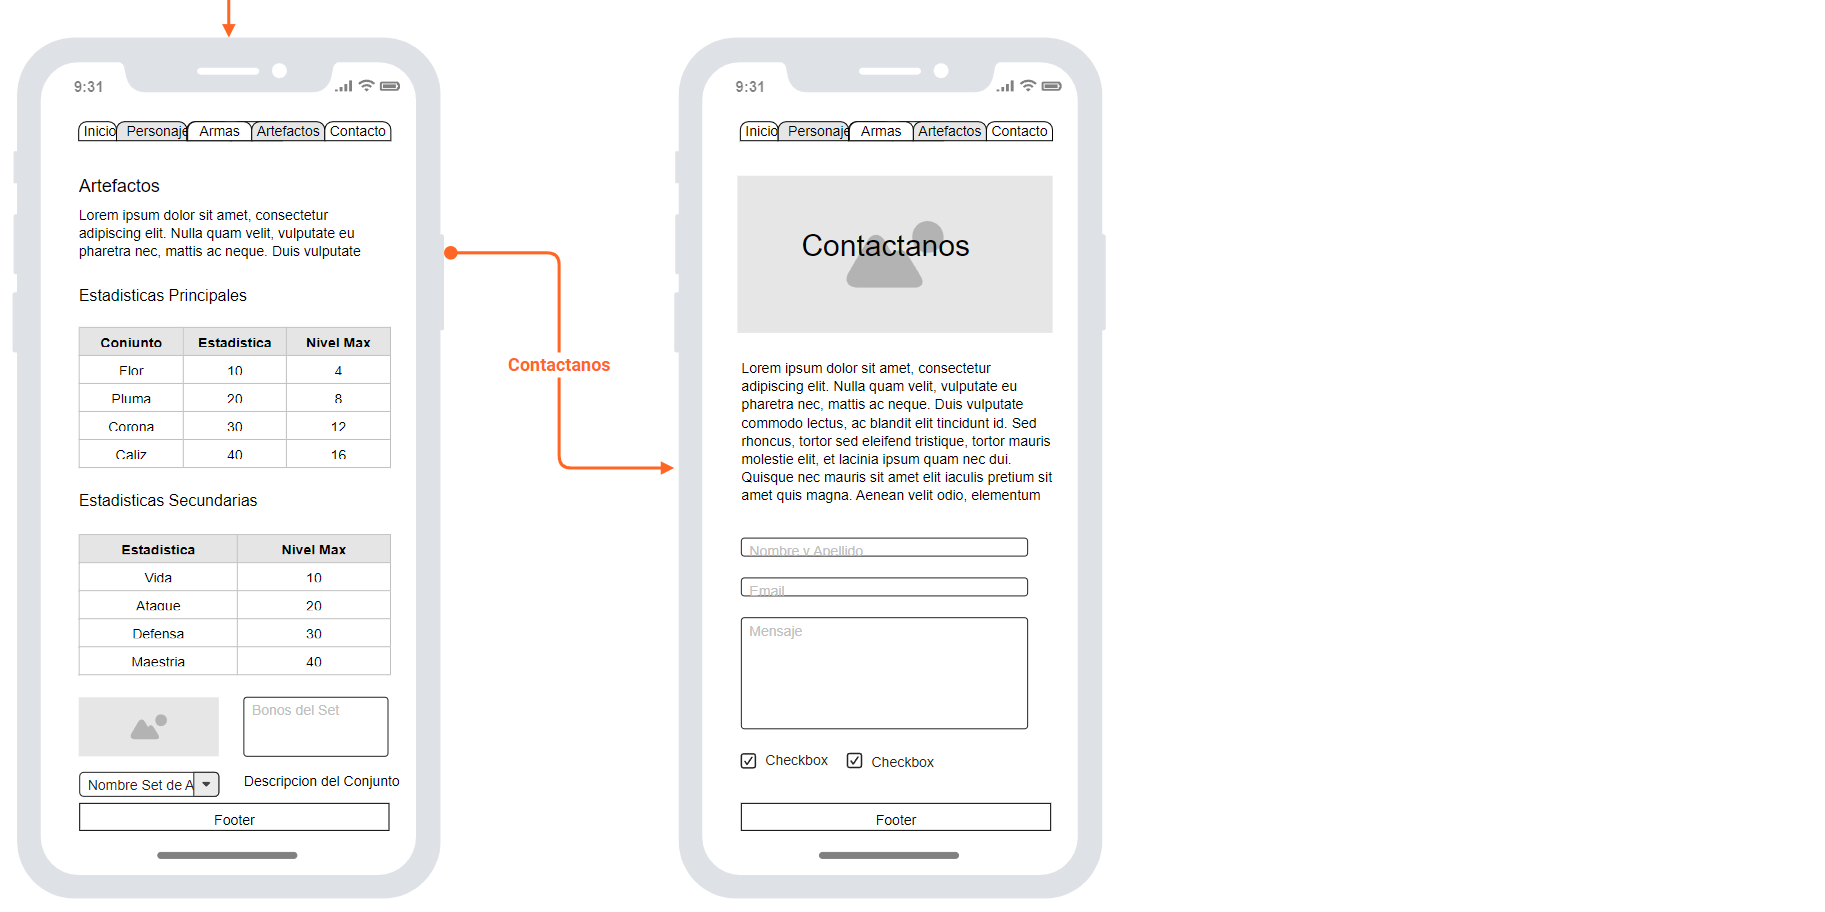 9:31
Inicio Personaje Armas Artefactos Contacto
Artefactos
Lorem ipsum dolor sit amet, consectetur
adipiscing elit. Nulla quam velit, vulputate eu
pharetra nec, mattis ac neque. Duis vulputate
Estadisticas Principales
Conjunto Estadistica Nivel Max
Flor 10 4
Pluma 20 8
Corona 30 12
Caliz 40 16
Estadisticas Secundarias
Estadistica Nivel Max
Vida 10
Ataque 20
Defensa 30
Maestria 40
Bonos del Set
Nombre Set de A
Descripcion del Conjunto
Footer
Contactanos
9:31
Inicio Personaje Armas Artefactos Contacto
Contactanos
Lorem ipsum dolor sit amet, consectetur
adipiscing elit. Nulla quam velit, vulputate eu
pharetra nec, mattis ac neque. Duis vulputate
commodo lectus, ac blandit elit tincidunt id. Sed
rhoncus, tortor sed eleifend tristique, tortor mauris
molestie elit, et lacinia ipsum quam nec dui.
Quisque nec mauris sit amet elit iaculis pretium sit
amet quis magna. Aenean velit odio, elementum
Nombre y Apellido
Email
Mensaje
Checkbox Checkbox
Footer